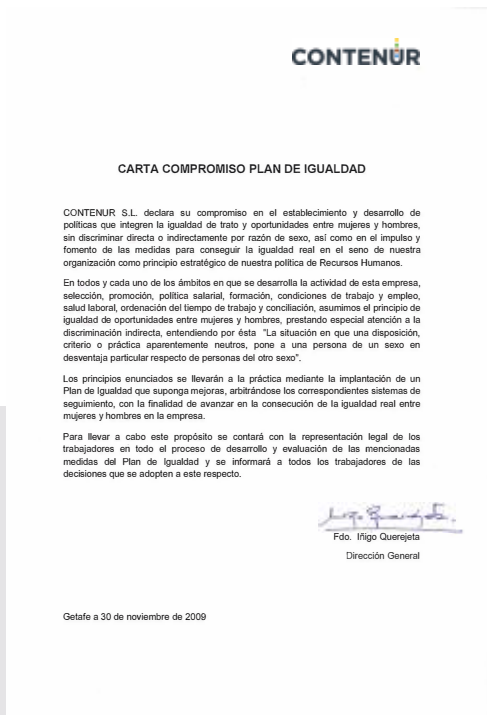 CONTENUR
CARTA COMPROMISO PLAN DE IGUALDAD
CONTENUR S.L. declara su compromiso en el establecimiento y desarrollo de
políticas que integren la igualdad de trato y oportunidades entre mujeres y hombres,
sin discriminar directa o indirectamente por razón de sexo, así como en el impulso y
fomento de las medidas para conseguir la igualdad real en el seno de nuestra
organización como principio estratégico de nuestra política de Recursos Humanos.
En todos y cada uno de los ámbitos en que se desarrolla la actividad de esta empresa,
selección, promoción, política salarial, formación, condiciones de trabajo y empleo,
salud laboral, ordenación del tiempo de trabajo y conciliación, asumimos el principio de
igualdad de oportunidades entre mujeres y hombres, prestando especial atención a la
discriminación indirecta, entendiendo por ésta "La situación en que una disposición,
criterio o práctica aparentemente neutros, pone a una persona de un sexo en
desventaja particular respecto de personas del otro sexo".
Los principios enunciados se llevarán a la práctica mediante la implantación de un
Plan de Igualdad que suponga mejoras, arbitrándose los correspondientes sistemas de
seguimiento, con la finalidad de avanzar en la consecución de la igualdad real entre
mujeres y hombres en la empresa.
Para llevar a cabo este propósito se contará con la representación legal de los
trabajadores en todo el proceso de desarrollo y evaluación de las mencionadas
medidas del Plan de Igualdad y se informará a todos los trabajadores de las
decisiones que se adopten a este respecto.
Fdo. Iñigo Querejeta
Dirección General
Getafe a 30 de noviembre de 2009